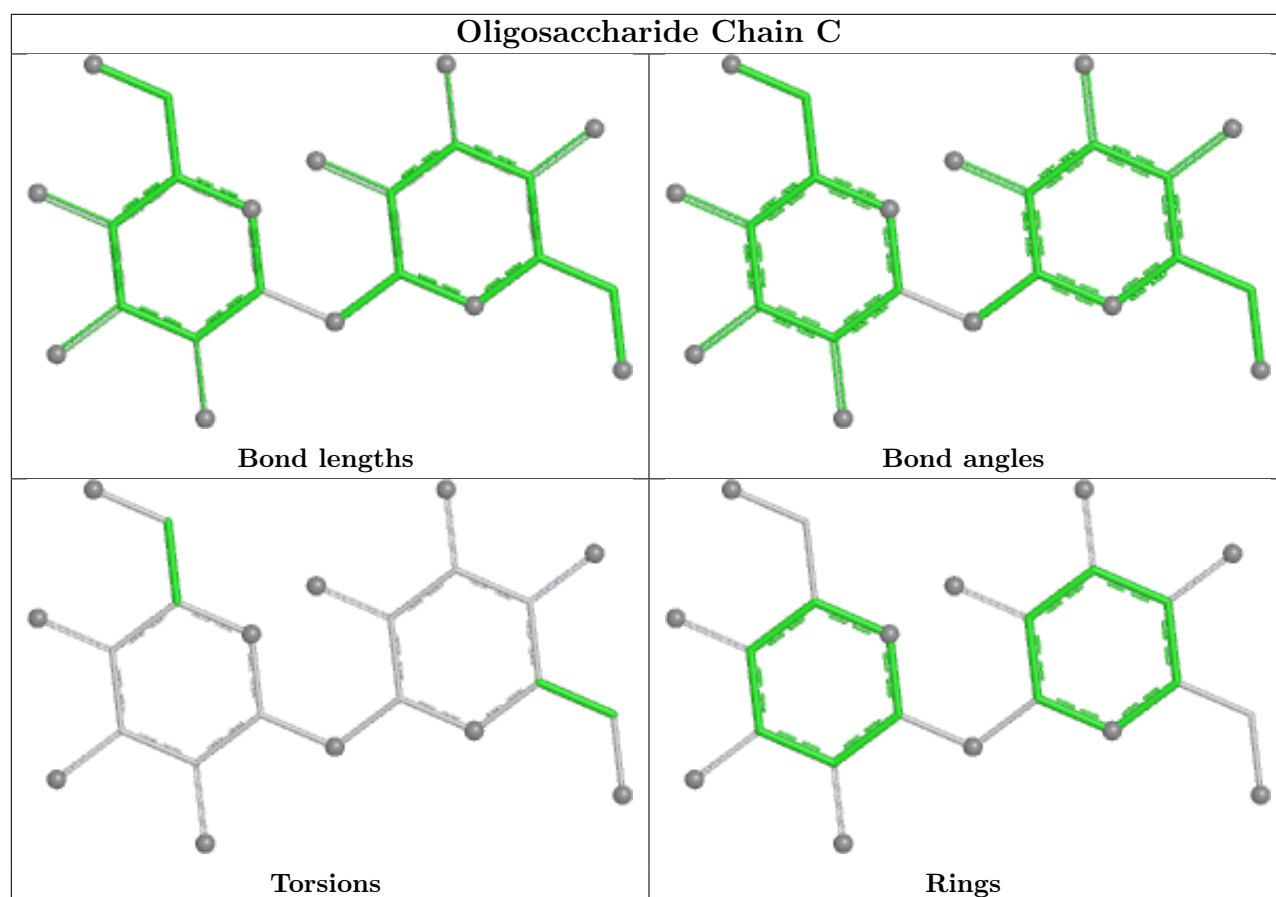 Oligosaccharide Chain C
Bond lengths
Bond angles
Torsions
Rings